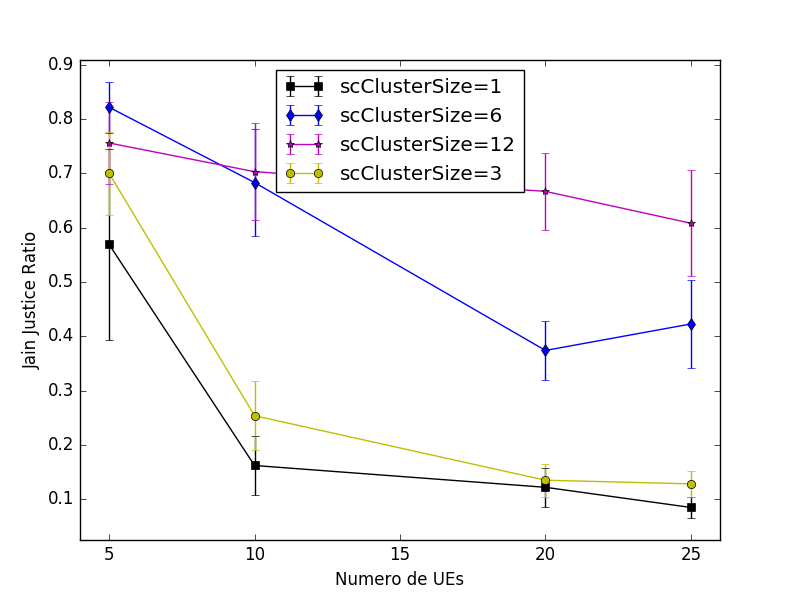 scClusterSize=1
scClusterSize=6
scClusterSize=12
scClusterSize=3
Jain Justice Ratio
0.9
0.8
0.7
0.6
0.5
0.4
0.3
0.2
0.1
5 10 15 20 25
Numero de UEs